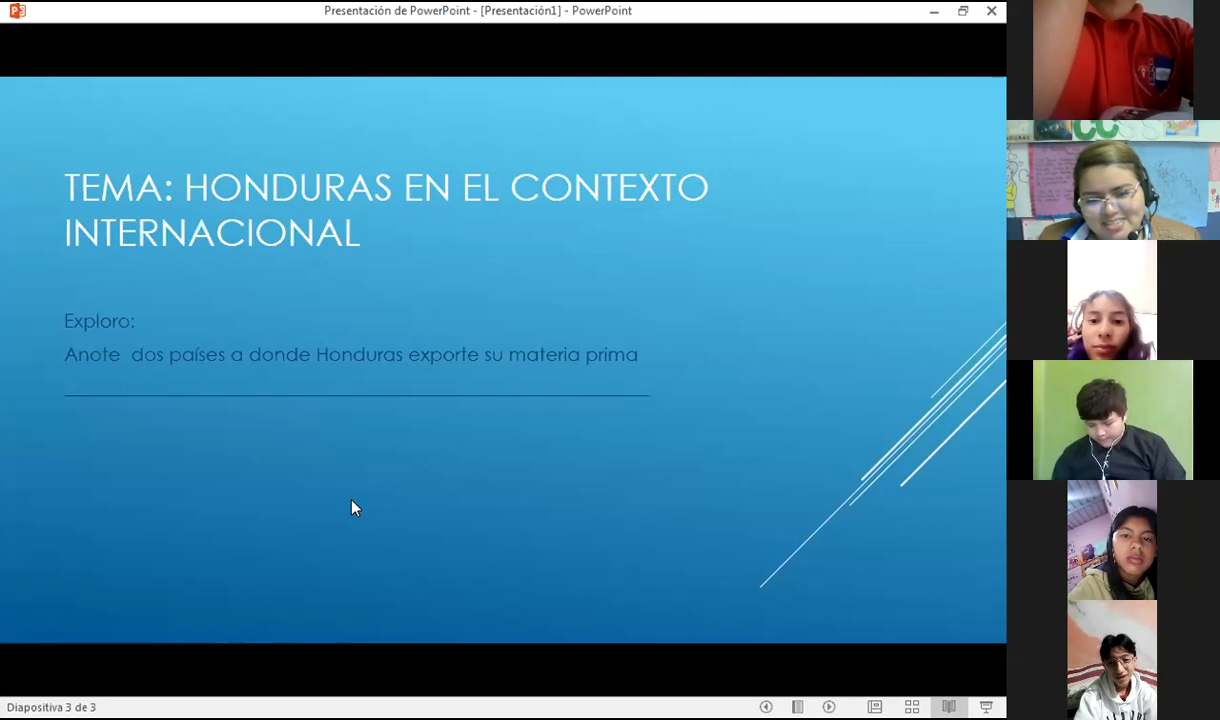 Presentación de PowerPoint - [Presentación1] - PowerPoint
TEMA: HONDURAS EN EL CONTEXTO
INTERNACIONAL
Exploro:
Anote dos países a donde Honduras exporte su materia prima
Diapositiva 3 de 3